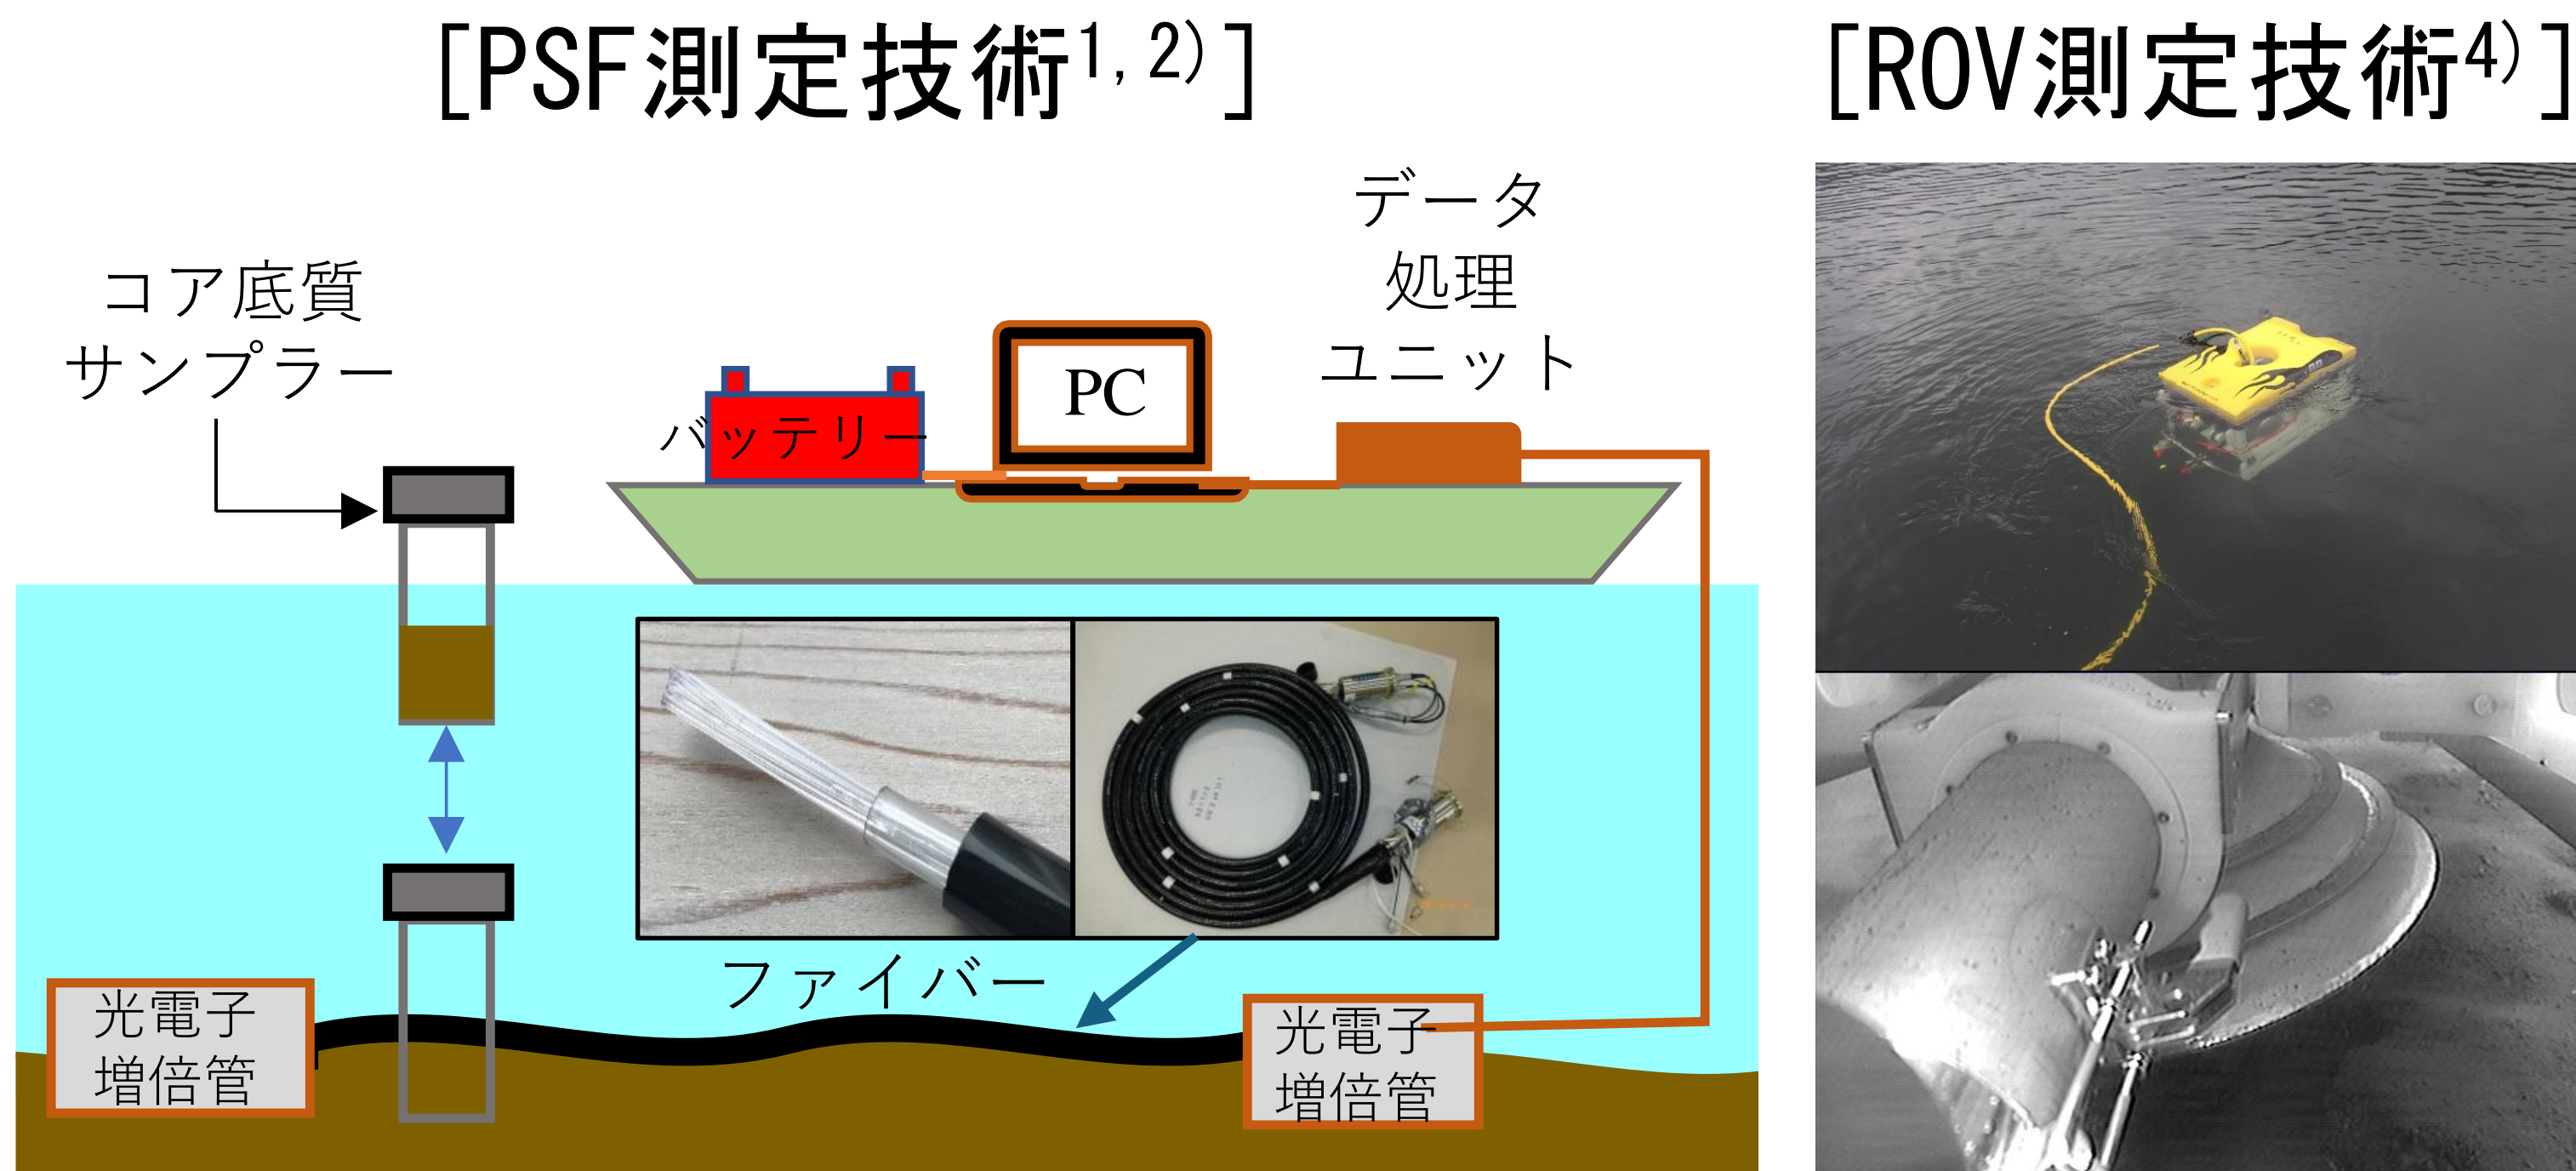 [PSF測定技術1, 2)]
[ROV測定技術4)]
データ
処理
ユニット
コア底質
サンプラー
PC
バッテリー
ファイバー
光電子
増倍管
光電子
増倍管